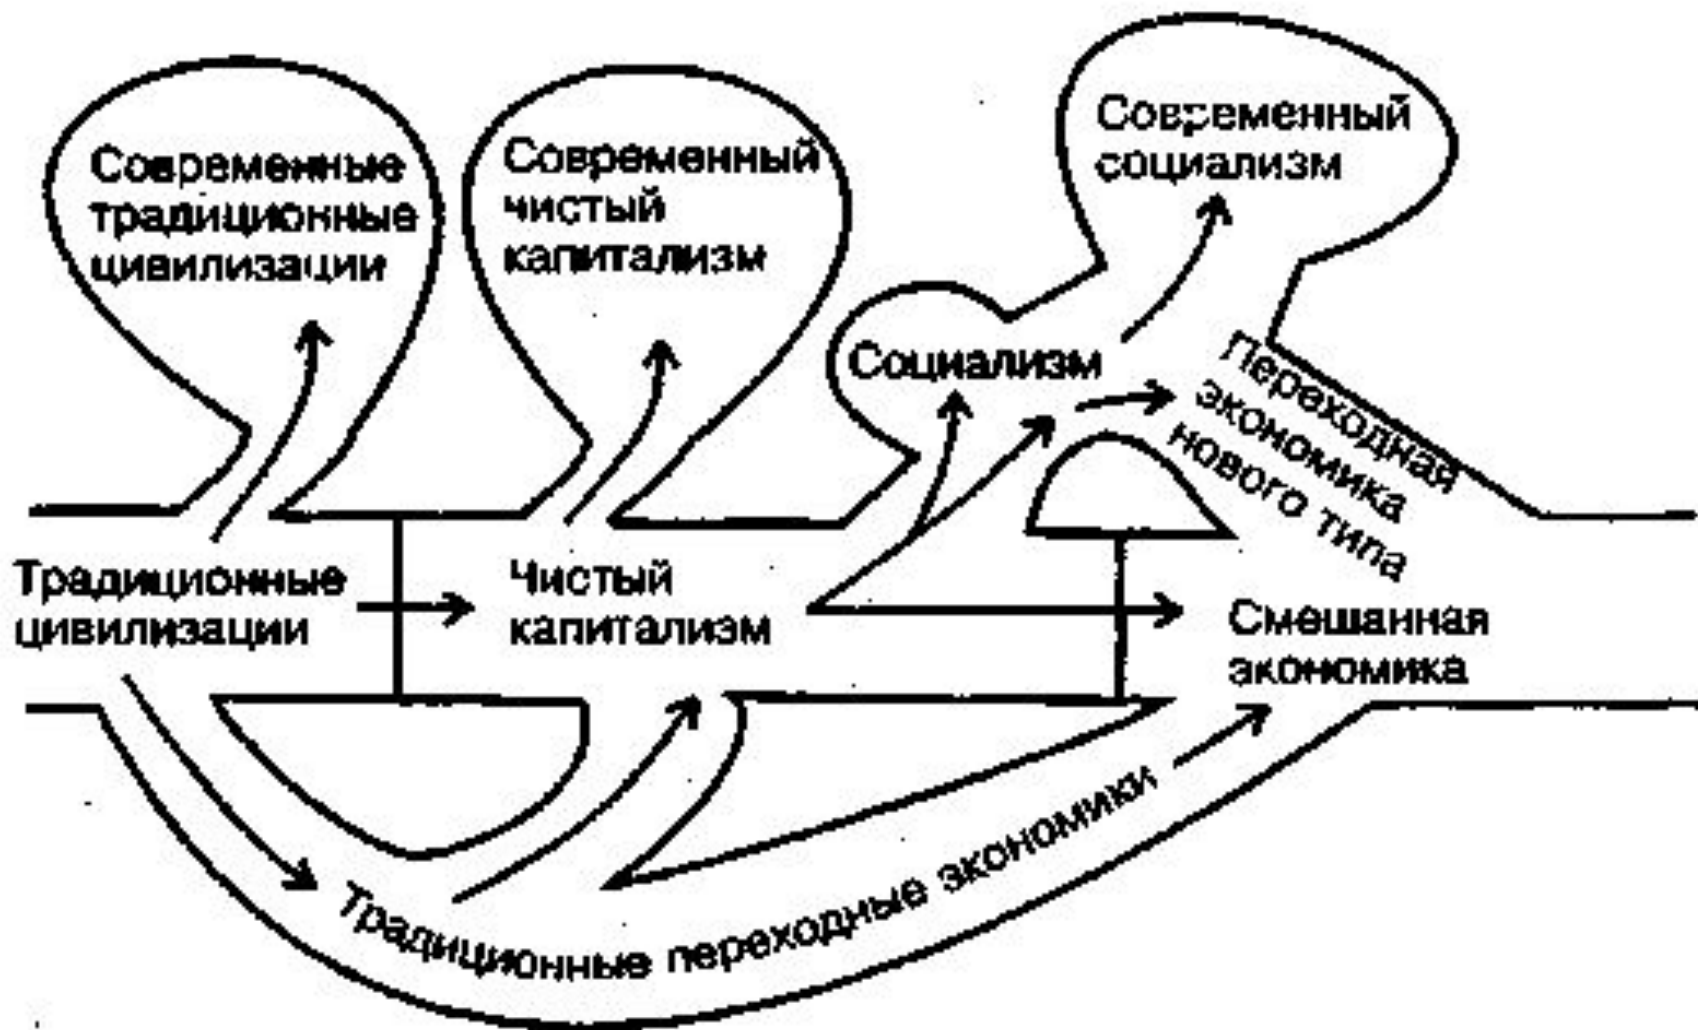 Современные
традиционные
цивилизации
Современный
чистый
капитализм
Современный
социализм
Социализм
Переходная
экономика
нового типа
Традиционные
цивилизации
Чистый
капитализм
Смешанная
экономика
Традиционные переходные экономики